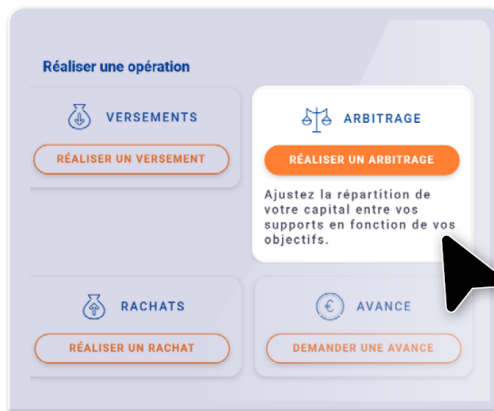 Réaliser une opération
VERSEMENTS
RÉALISER UN VERSEMENT
ARBITRAGE
RÉALISER UN ARBITRAGE
Ajustez la répartition de
votre capital entre vos
supports en fonction de vos
objectifs.
RACHATS
RÉALISER UN RACHAT
€ AVANCE
DEMANDER UNE AVANCE